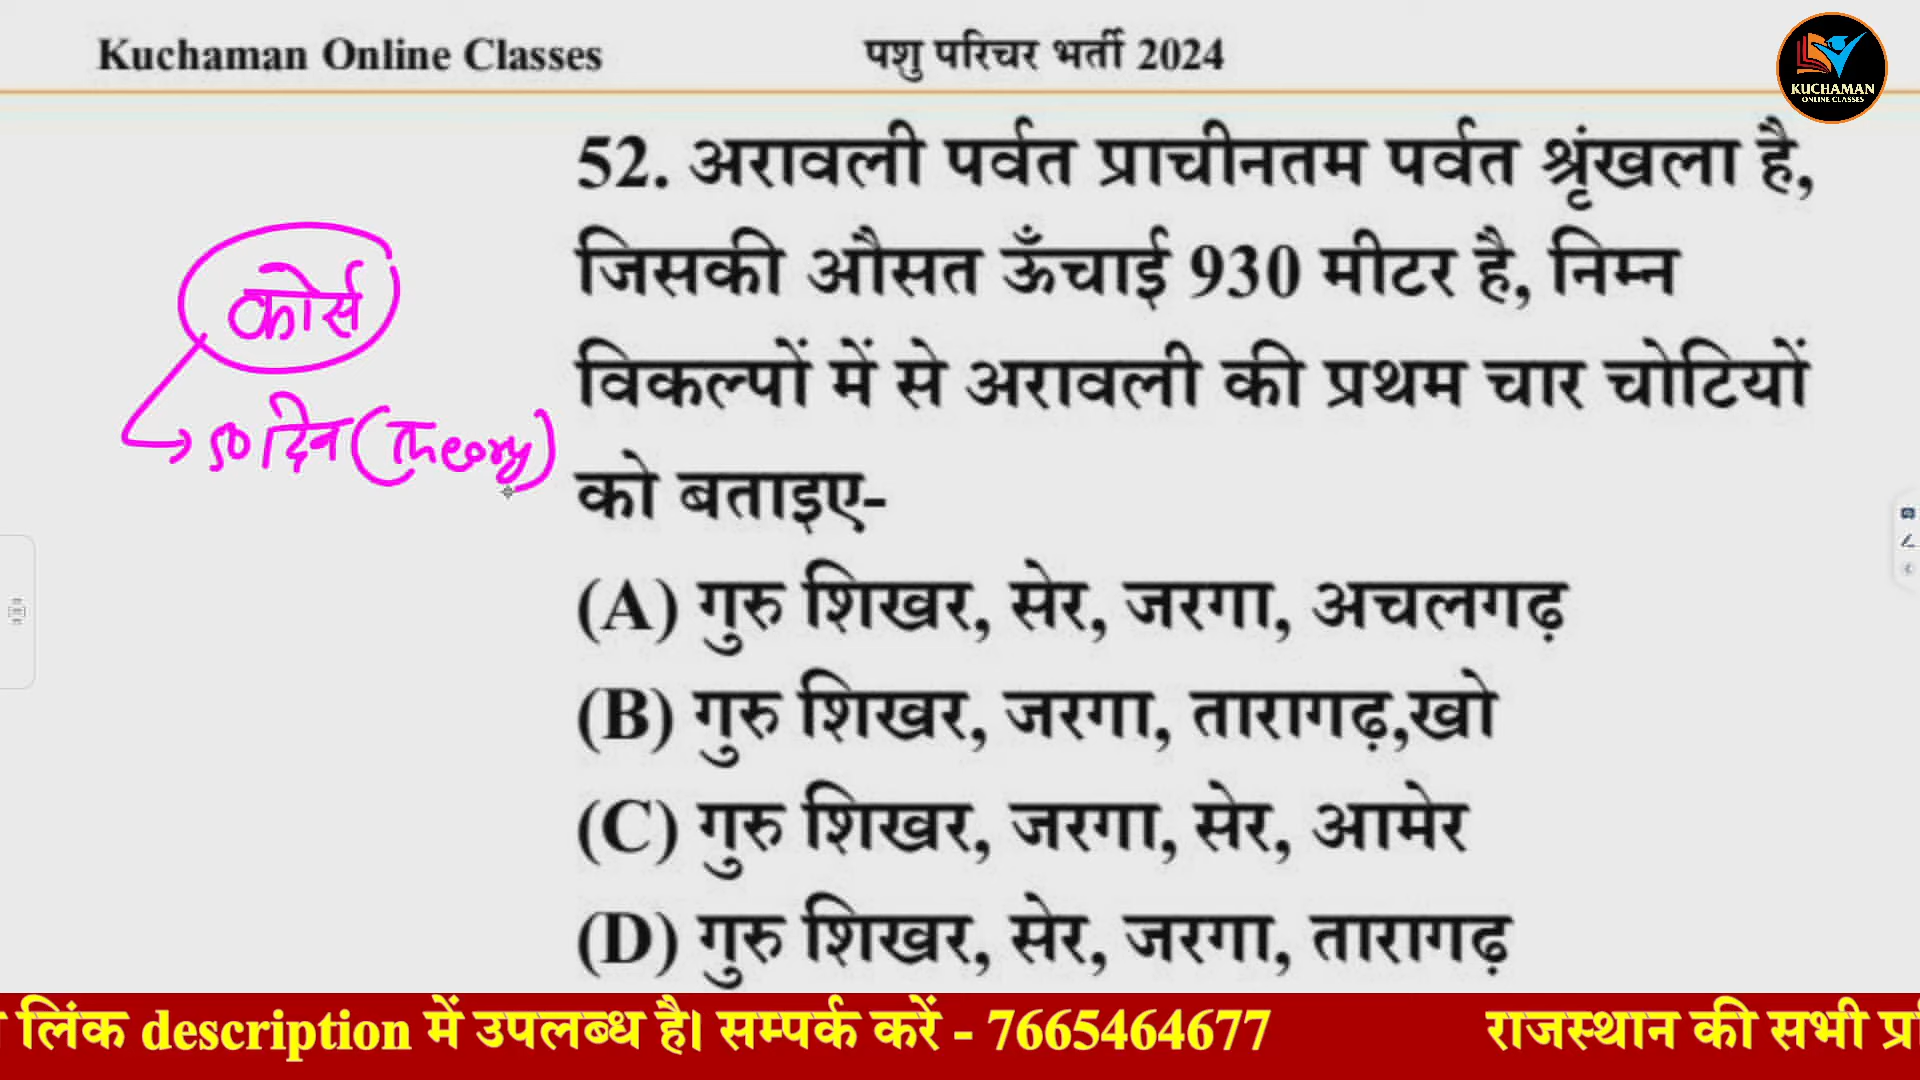 Kuchaman Online Classes
पशु परिचर भर्ती 2024
KUCHAMAN
ONLINE CLASSES
52. अरावली पर्वत प्राचीनतम पर्वत श्रृंखला है,
जिसकी औसत ऊँचाई 930 मीटर है, निम्न
विकल्पों में से अरावली की प्रथम चार चोटियों
को बताइए-
कोर्स
50 दिन (Theory)
(A) गुरु शिखर, सेर, जरगा, अचलगढ़
(B) गुरु शिखर, जरगा, तारागढ़,खो
(C) गुरु शिखर, जरगा, सेर, आमेर
(D) गुरु शिखर, सेर, जरगा, तारागढ़
लिंक description में उपलब्ध है। सम्पर्क करें - 7665464677 राजस्थान की सभी